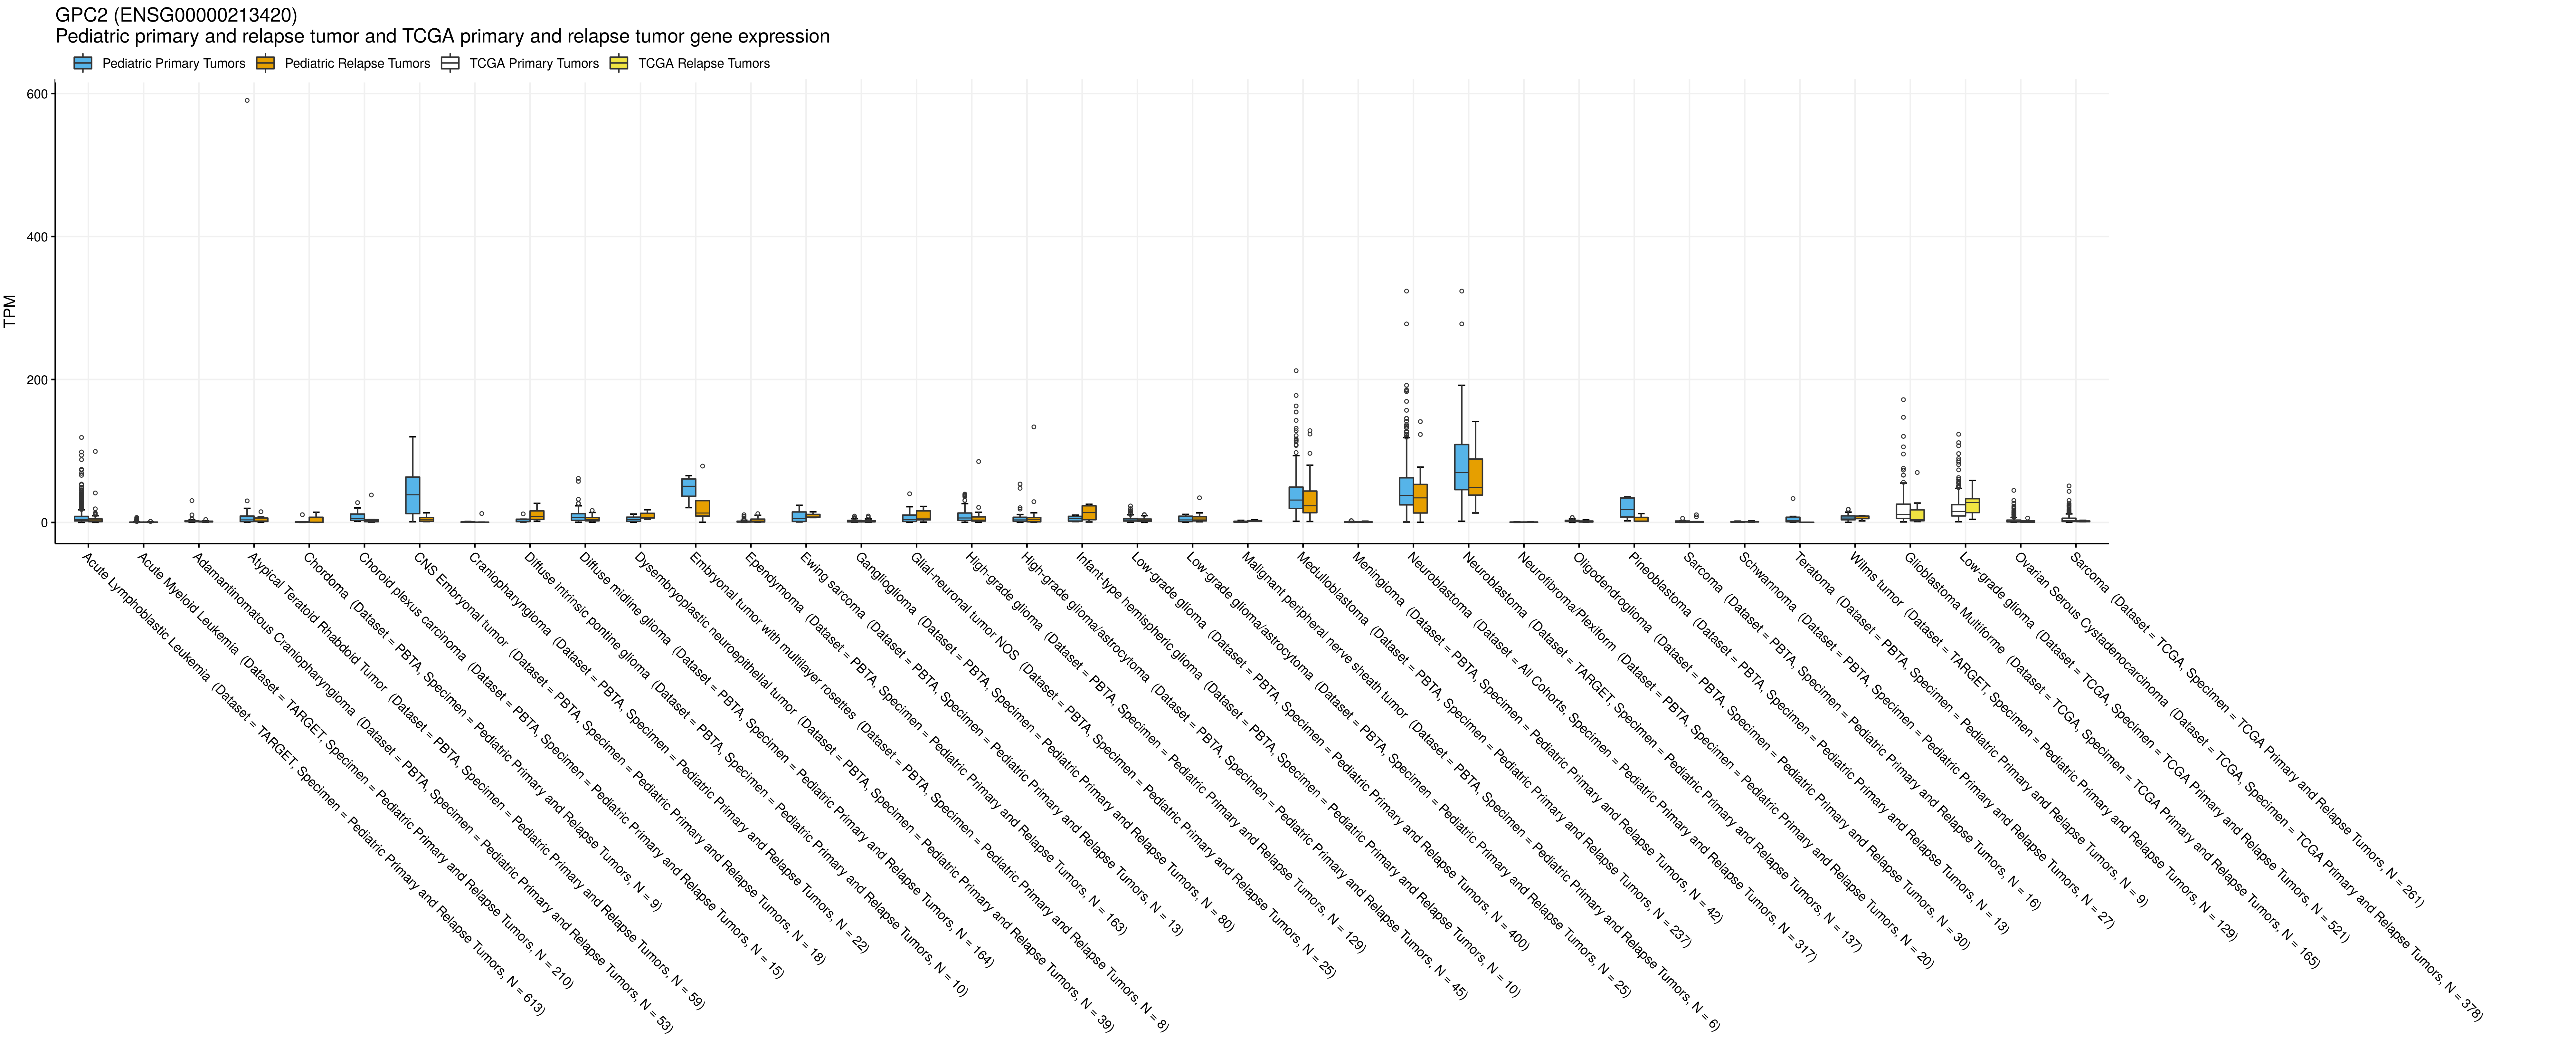 GPC2 (ENSG00000213420)
Pediatric primary and relapse tumor and TCGA primary and relapse tumor gene expression
Pediatric Primary Tumors
Pediatric Relapse Tumors
TCGA Primary Tumors
TCGA Relapse Tumors
TPM
600
400
200
0
Acute Lymphoblastic Leukemia (Dataset = TARGET, Specimen = Pediatric Primary and Relapse Tumors, N = 613)
Acute Myeloid Leukemia (Dataset = TARGET, Specimen = Pediatric Primary and Relapse Tumors, N = 210)
Adamantinomatous Craniopharyngioma (Dataset = PBTA, Specimen = Pediatric Primary and Relapse Tumors, N = 53)
Atypical Teratoid Rhabdoid Tumor (Dataset = PBTA, Specimen = Pediatric Primary and Relapse Tumors, N = 59)
Chordoma (Dataset = PBTA, Specimen = Pediatric Primary and Relapse Tumors, N = 9)
Choroid plexus carcinoma (Dataset = PBTA, Specimen = Pediatric Primary and Relapse Tumors, N = 15)
CNS Embryonal tumor (Dataset = PBTA, Specimen = Pediatric Primary and Relapse Tumors, N = 18)
Craniopharyngioma (Dataset = PBTA, Specimen = Pediatric Primary and Relapse Tumors, N = 22)
Diffuse intrinsic pontine glioma (Dataset = PBTA, Specimen = Pediatric Primary and Relapse Tumors, N = 10)
Diffuse midline glioma (Dataset = PBTA, Specimen = Pediatric Primary and Relapse Tumors, N = 164)
Dysembryoplastic neuroepithelial tumor (Dataset = PBTA, Specimen = Pediatric Primary and Relapse Tumors, N = 39)
Embryonal tumor with multilayer rosettes (Dataset = PBTA, Specimen = Pediatric Primary and Relapse Tumors, N = 8)
Ependymoma (Dataset = PBTA, Specimen = Pediatric Primary and Relapse Tumors, N = 163)
Ewing sarcoma (Dataset = PBTA, Specimen = Pediatric Primary and Relapse Tumors, N = 13)
Ganglioglioma (Dataset = PBTA, Specimen = Pediatric Primary and Relapse Tumors, N = 80)
Glial-neuronal tumor NOS (Dataset = PBTA, Specimen = Pediatric Primary and Relapse Tumors, N = 25)
High-grade glioma (Dataset = PBTA, Specimen = Pediatric Primary and Relapse Tumors, N = 129)
High-grade glioma/astrocytoma (Dataset = PBTA, Specimen = Pediatric Primary and Relapse Tumors, N = 45)
Infant-type hemispheric glioma (Dataset = PBTA, Specimen = Pediatric Primary and Relapse Tumors, N = 10)
Low-grade glioma (Dataset = PBTA, Specimen = Pediatric Primary and Relapse Tumors, N = 400)
Low-grade glioma/astrocytoma (Dataset = PBTA, Specimen = Pediatric Primary and Relapse Tumors, N = 25)
Malignant peripheral nerve sheath tumor (Dataset = PBTA, Specimen = Pediatric Primary and Relapse Tumors, N = 6)
Medulloblastoma (Dataset = PBTA, Specimen = Pediatric Primary and Relapse Tumors, N = 237)
Meningioma (Dataset = PBTA, Specimen = Pediatric Primary and Relapse Tumors, N = 42)
Neuroblastoma (Dataset = All Cohorts, Specimen = Pediatric Primary and Relapse Tumors, N = 317)
Neuroblastoma (Dataset = TARGET, Specimen = Pediatric Primary and Relapse Tumors, N = 137)
Neurofibroma/Plexiform (Dataset = PBTA, Specimen = Pediatric Primary and Relapse Tumors, N = 20)
Oligodendroglioma (Dataset = PBTA, Specimen = Pediatric Primary and Relapse Tumors, N = 30)
Pineoblastoma (Dataset = PBTA, Specimen = Pediatric Primary and Relapse Tumors, N = 13)
Sarcoma (Dataset = PBTA, Specimen = Pediatric Primary and Relapse Tumors, N = 16)
Schwannoma (Dataset = PBTA, Specimen = Pediatric Primary and Relapse Tumors, N = 27)
Teratoma (Dataset = PBTA, Specimen = Pediatric Primary and Relapse Tumors, N = 9)
Wilms tumor (Dataset = TARGET, Specimen = Pediatric Primary and Relapse Tumors, N = 129)
Glioblastoma Multiforme (Dataset = TCGA, Specimen = TCGA Primary and Relapse Tumors, N = 165)
Low-grade glioma (Dataset = TCGA, Specimen = TCGA Primary and Relapse Tumors, N = 521)
Ovarian Serous Cystadenocarcinoma (Dataset = TCGA, Specimen = TCGA Primary and Relapse Tumors, N = 378)
Sarcoma (Dataset = TCGA, Specimen = TCGA Primary and Relapse Tumors, N = 261)